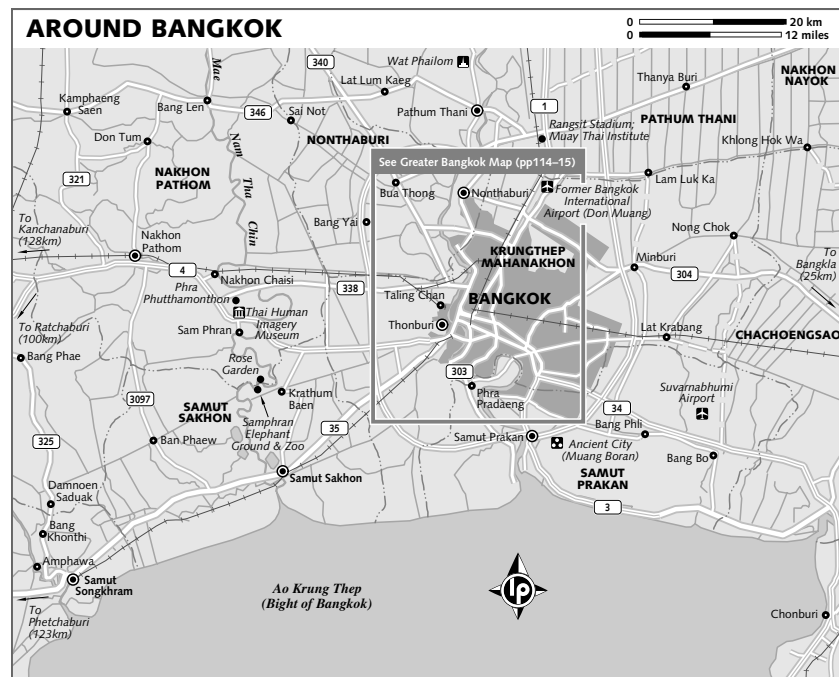 AROUND BANGKOK
0 20 km
0 12 miles
340
Wat Phailom
Mae
Nam
Tha
Chin
Lat Lum Kaeg
Thanya Buri
NAKHON
NAYOK
Kamphaeng
Saen
Bang Len
346
Sai Not
Pathum Thani
1
Rangsit Stadium;
Muay Thai Institute
PATHUM THANI
Don Tum
NONTHABURI
Khlong Hok Wa
See Greater Bangkok Map (pp114–15)
321
NAKHON
PATHOM
Bua Thong
Nonthaburi
Former Bangkok
International
Airport (Don Muang)
Lam Luk Ka
To
Kanchanaburi
(128km)
Bang Yai
Nong Chok
Nakhon
Pathom
KRUNGTHEP
MAHANAKHON
Minburi
To
Bangkla
(25km)
4
Nakhon Chaisi
338
304
Phra
Phutthamonthon
Taling Chan
BANGKOK
Thai Human
Imagery
Museum
To Ratchaburi
(100km)
Sam Phran
Thonburi
Lat Krabang
CHACHOENGSAO
Bang Phae
Rose
Garden
303
Phra
Pradaeng
Suvarnabhumi
Airport
3097
SAMUT
SAKHON
Krathum
Baen
34
Samphran
Elephant
Ground & Zoo
35
Bang Phli
325
Ban Phaew
Samut Prakan
Ancient City
(Muang Boran)
Bang Bo
Samut Sakhon
SAMUT
PRAKAN
Damnoen
Saduak
3
Bang
Khonthi
Amphawa
Samut
Songkhram
Ao Krung Thep
(Bight of Bangkok)
lp
To
Phetchaburi
(123km)
Chonburi